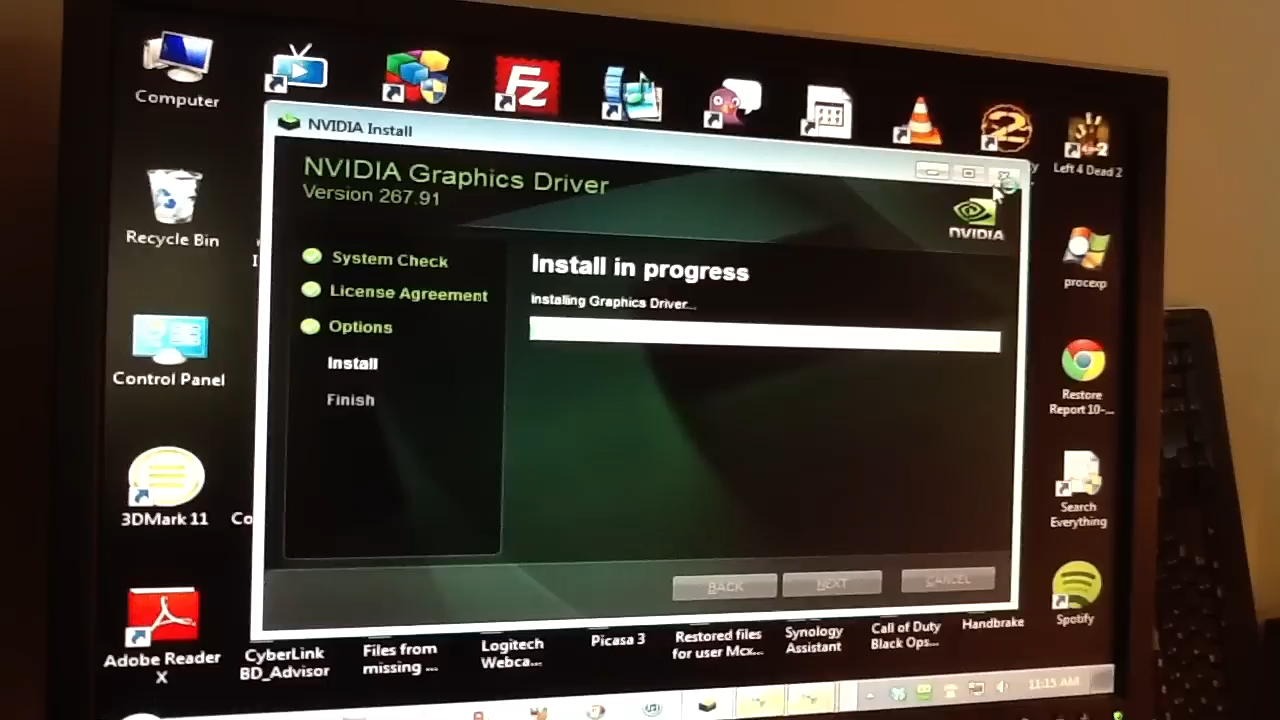 Computer
NVIDIA Install
NVIDIA Graphics Driver
Version 267.91
NVIDIA
Left 4 Dead 2
Recycle Bin
System Check
License Agreement
Options
Install
Finish
Install in progress
Installing Graphics Driver...
procexp
Control Panel
Restore
Report 10-...
3DMark 11
Co
Search
Everything
BACK
NEXT
CANCEL
Adobe Reader
X
CyberLink
BD_Advisor
Files from
missing ...
Logitech
Webca...
Picasa 3
Restored files
for user Mcx...
Synology
Assistant
Call of Duty
Black Ops...
Handbrake
Spotify
11:15 AM
FZ
2